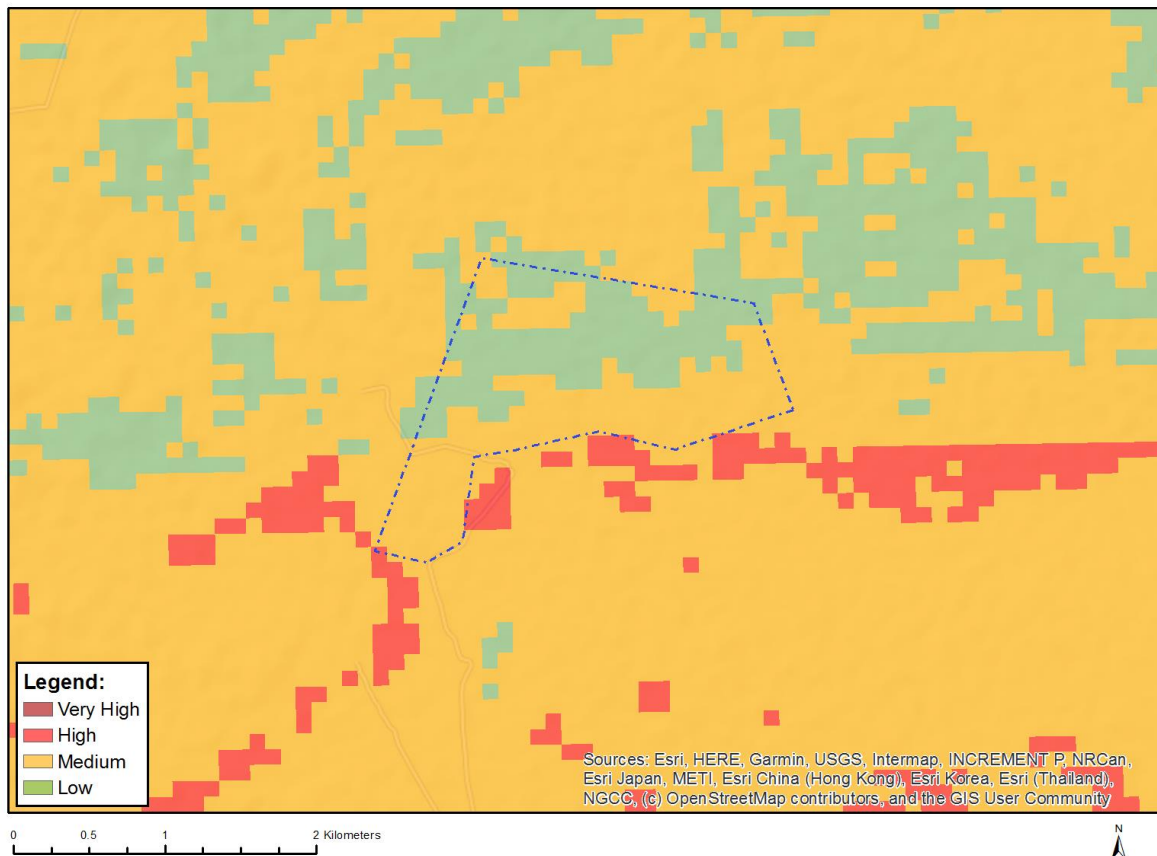 Legend:
Very High
High
Medium
Low
Sources: Esri, HERE, Garmin, USGS, Intermap, INCREMENT P, NRCan,
Esri Japan, METI, Esri China (Hong Kong), Esri Korea, Esri (Thailand),
NGCC, (c) OpenStreetMap contributors, and the GIS User Community
0 0.5 1 2 Kilometers
N